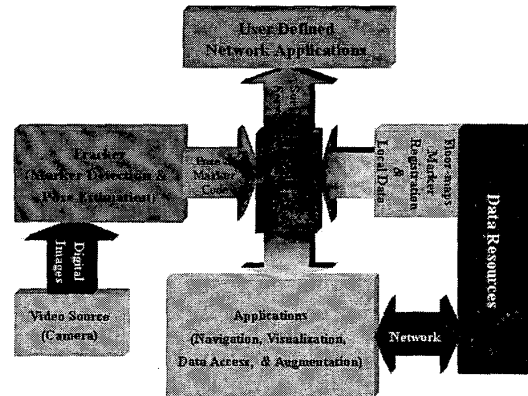 User Defined
Network Applications
Tracker
(Marker Detection &
Pose Estimation)
Pose &
Marker
Code
Floor-maps
Marker
Registration
&
Local Data
Data Resources
Digital
Images
Video Source
(Camera)
Applications
(Navigation, Visualization,
Data Access, & Augmentation)
Network